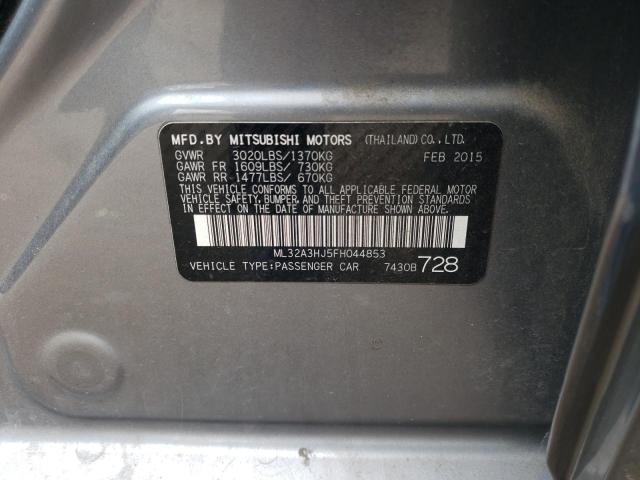 MFD.BY MITSUBISHI MOTORS (THAILAND)CO.,LTD.
GVWR 3020LBS/1370KG FEB 2015
GAWR FR 1609LBS/ 730KG
GAWR RR 1477LBS/ 670KG
THIS VEHICLE CONFORMS TO ALL APPLICABLE FEDERAL MOTOR
VEHICLE SAFETY, BUMPER, AND THEFT PREVENTION STANDARDS
IN EFFECT ON THE DATE OF MANUFACTURE SHOWN ABOVE.
ML32A3HJ5FH044853
VEHICLE TYPE:PASSENGER CAR 7430B 728